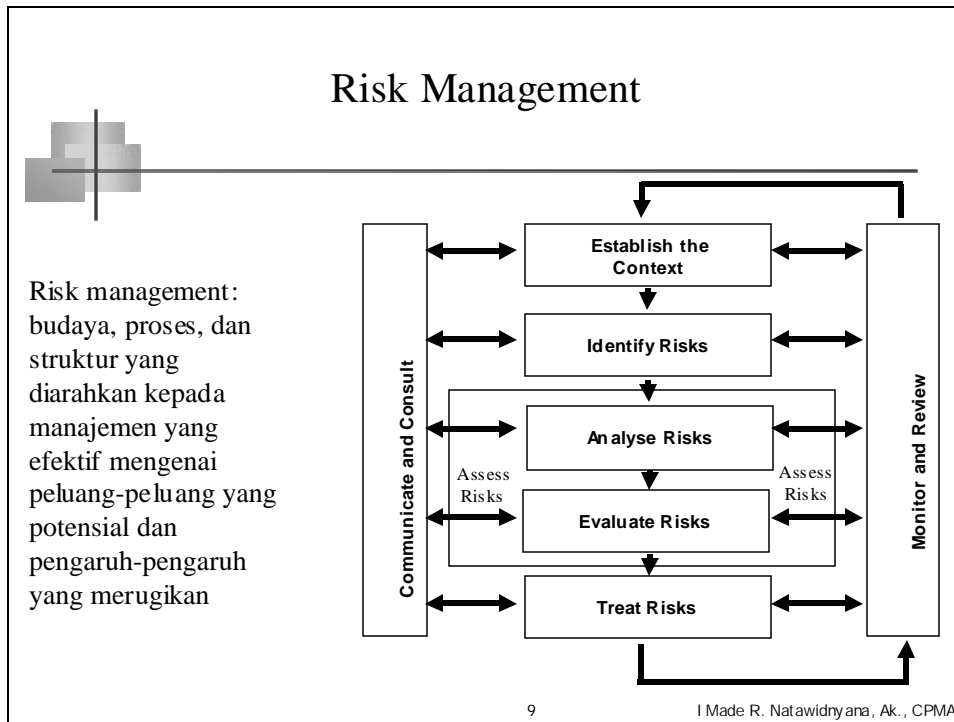 Risk Management
Risk management:
budaya, proses, dan
struktur yang
diarahkan kepada
manajemen yang
efektif mengenai
peluang-peluang yang
potensial dan
pengaruh-pengaruh
yang merugikan
Communicate and Consult
Establish the
Context
Identify Risks
Analyse Risks
Assess
Risks
Assess
Risks
Evaluate Risks
Treat Risks
Monitor and Review
9
I Made R. Natawidnyana, Ak., CPMA